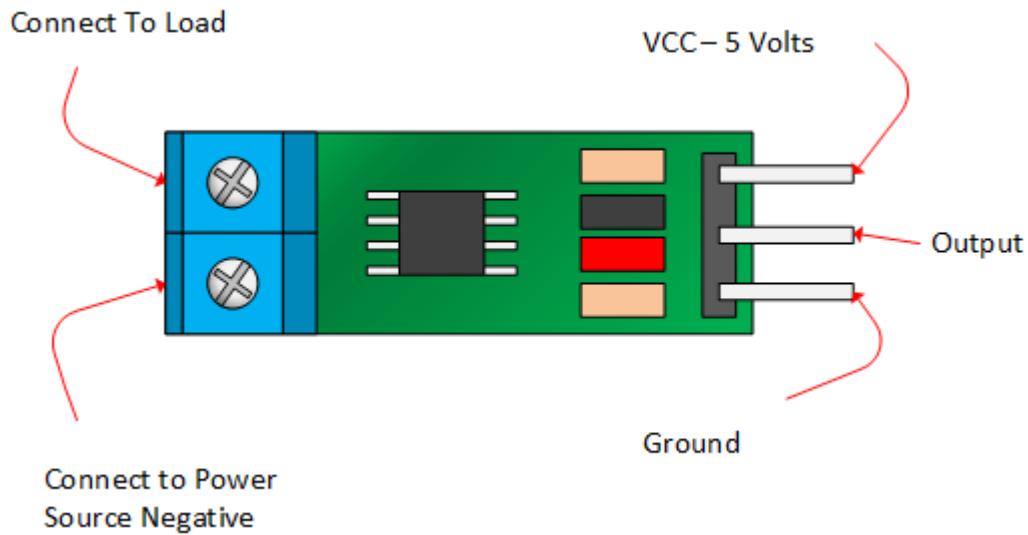 Connect To Load
VCC – 5 Volts
Output
Ground
Connect to Power
Source Negative